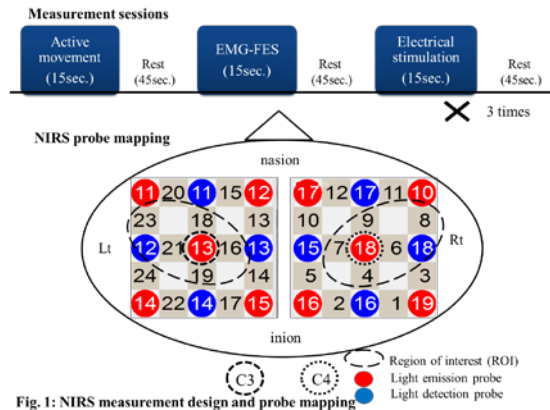 Measurement sessions
Active movement (15sec.)
Rest (45sec.)
EMG-FES (15sec.)
Rest (45sec.)
Electrical stimulation (15sec.)
Rest (45sec.)
3 times
NIRS probe mapping
nasion
11 20 11 15 12 17 12 17 11 10
23 18 13 10 9 8
Lt 12 21 13 16 13 15 7 18 6 18 Rt
24 19 14 5 4 3
14 22 14 17 15 16 2 16 1 19
inion
C3 C4
Region of interest (ROI)
Light emission probe
Light detection probe
Fig. 1: NIRS measurement design and probe mapping